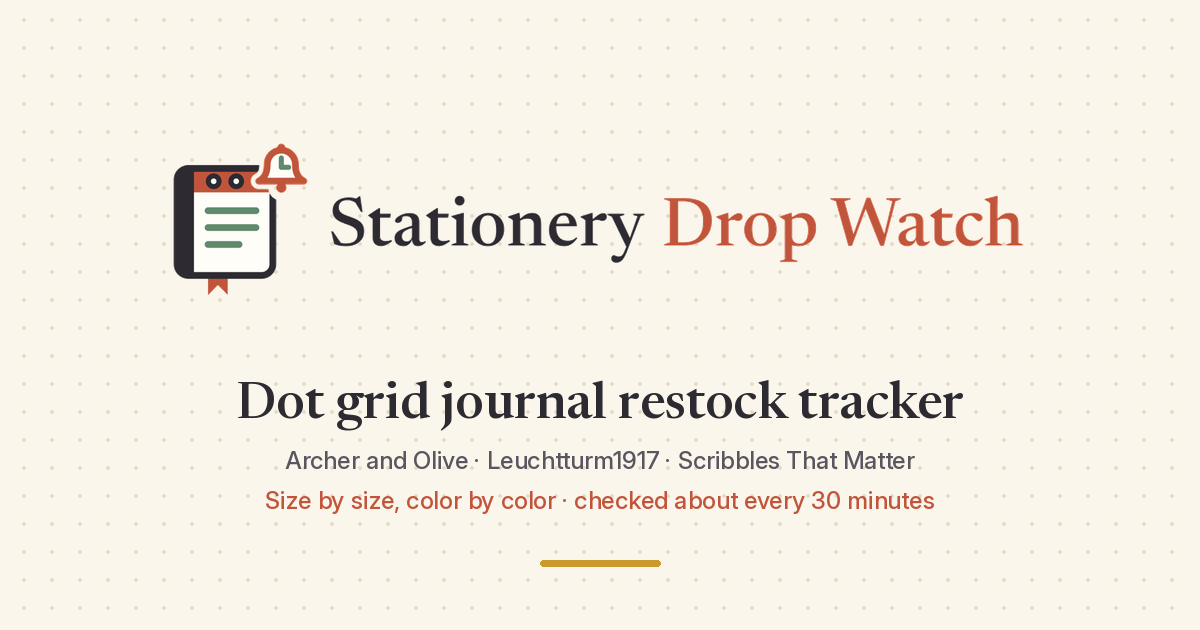 Stationery Drop Watch
Dot grid journal restock tracker
Archer and Olive · Leuchtturm1917 · Scribbles That Matter
Size by size, color by color · checked about every 30 minutes